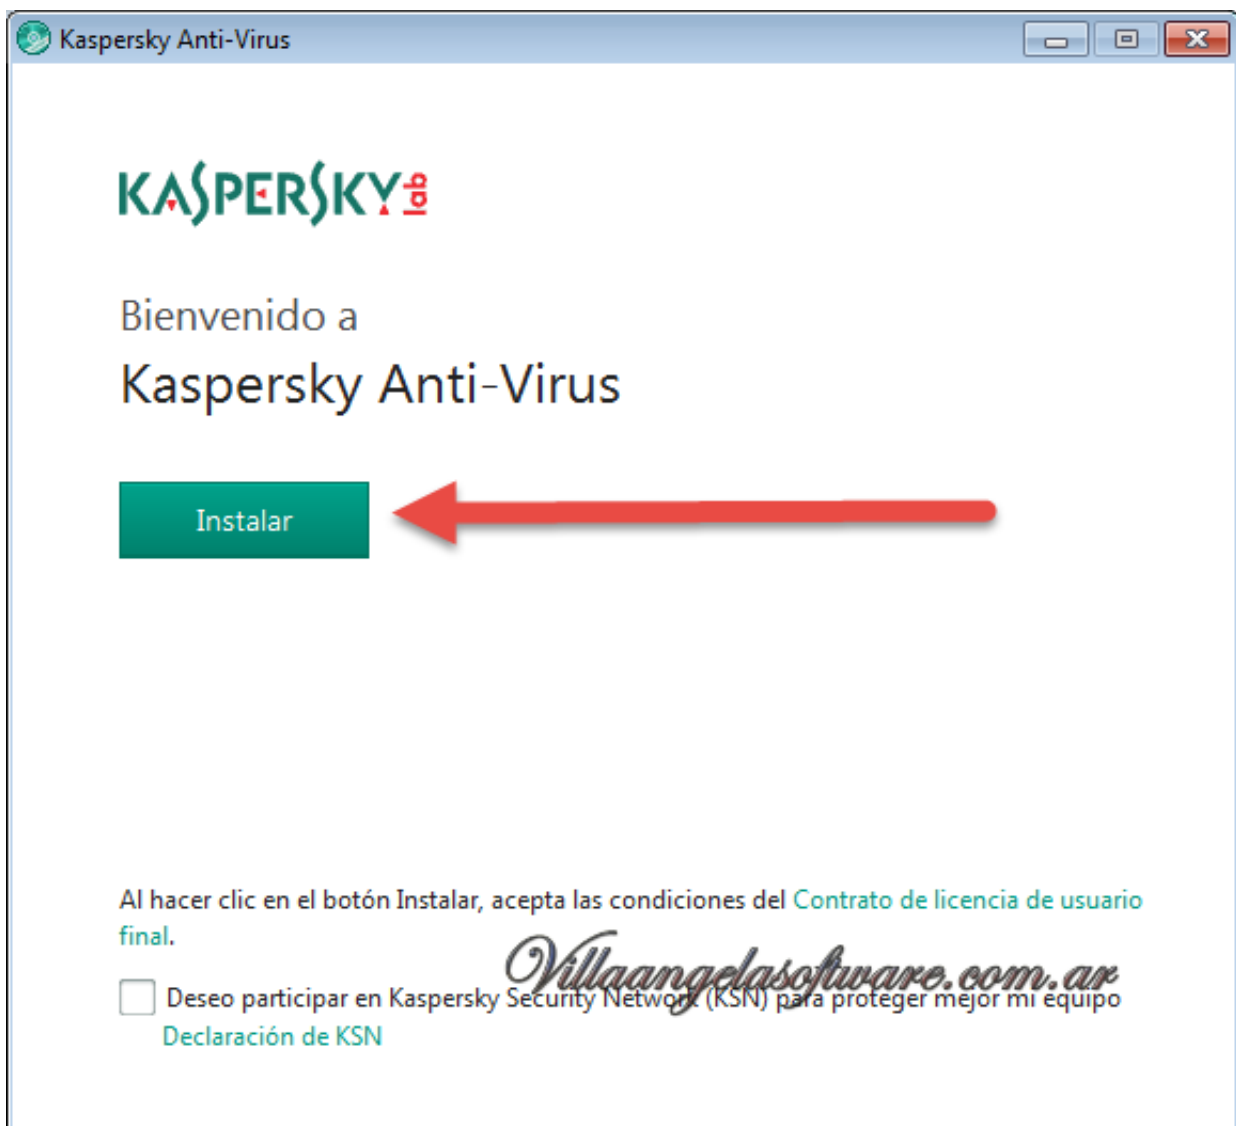 Kaspersky Anti-Virus
KASPERSKY lab
Bienvenido a
Kaspersky Anti-Virus
Instalar
Al hacer clic en el botón Instalar, acepta las condiciones del Contrato de licencia de usuario
final.
Villaangelasoftware.com.ar
Deseo participar en Kaspersky Security Network (KSN) para proteger mejor mi equipo
Declaración de KSN